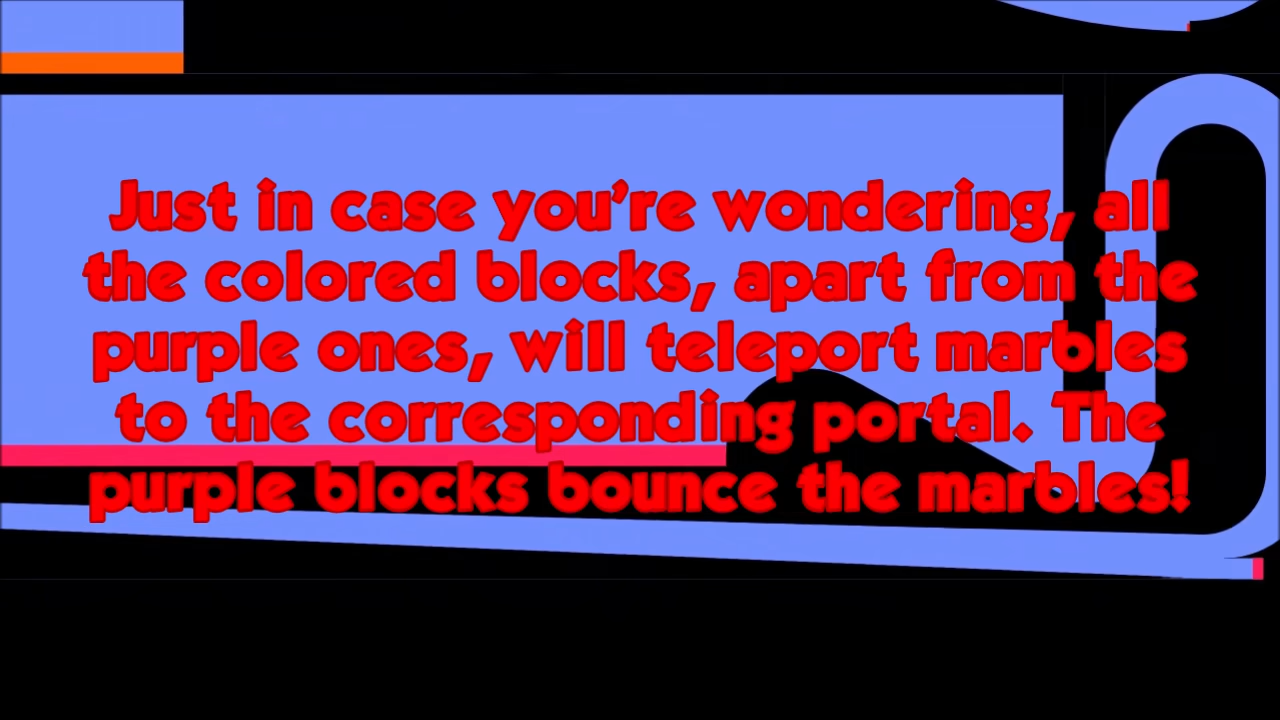 Just in case you're wondering, all
the colored blocks, apart from the
purple ones, will teleport marbles
to the corresponding portal. The
purple blocks bounce the marbles!